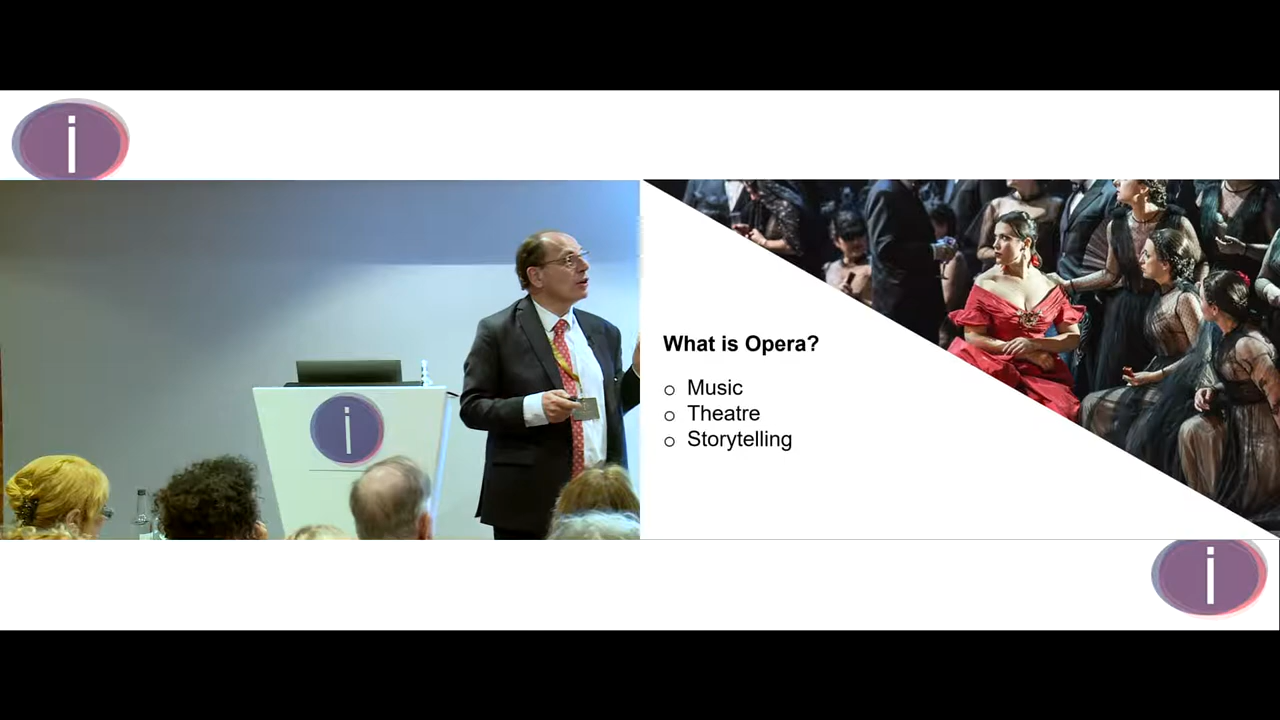 i
i
What is Opera?
o Music
o Theatre
o Storytelling
i